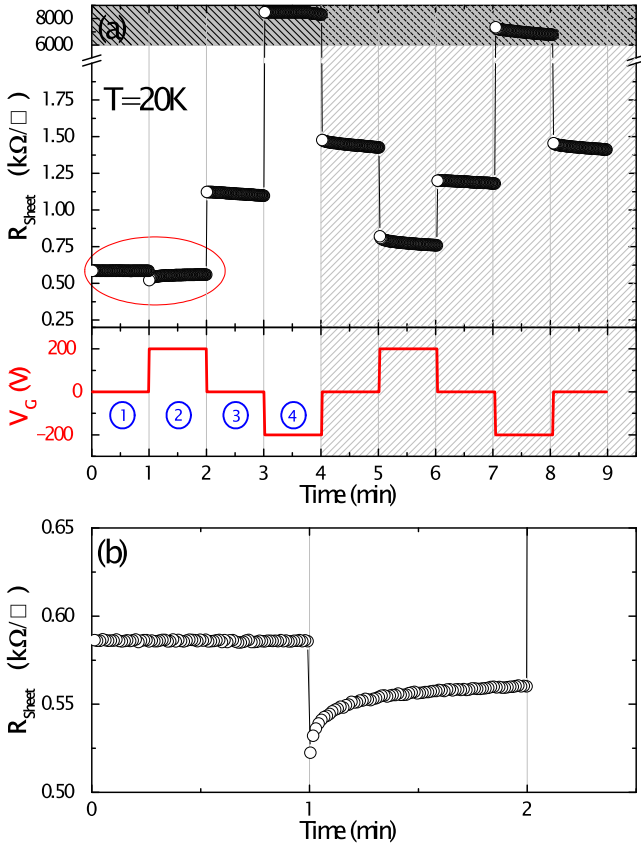 (a)
8000
6000
T=20K
1.75
1.50
1.25
1.00
0.75
0.50
0.25
R_Sheet (kΩ/□)
200
0
-200
V_G (V)
1 2 3 4
0 1 2 3 4 5 6 7 8 9
Time (min)
(b)
0.65
0.60
0.55
0.50
R_Sheet (kΩ/□)
0 1 2
Time (min)